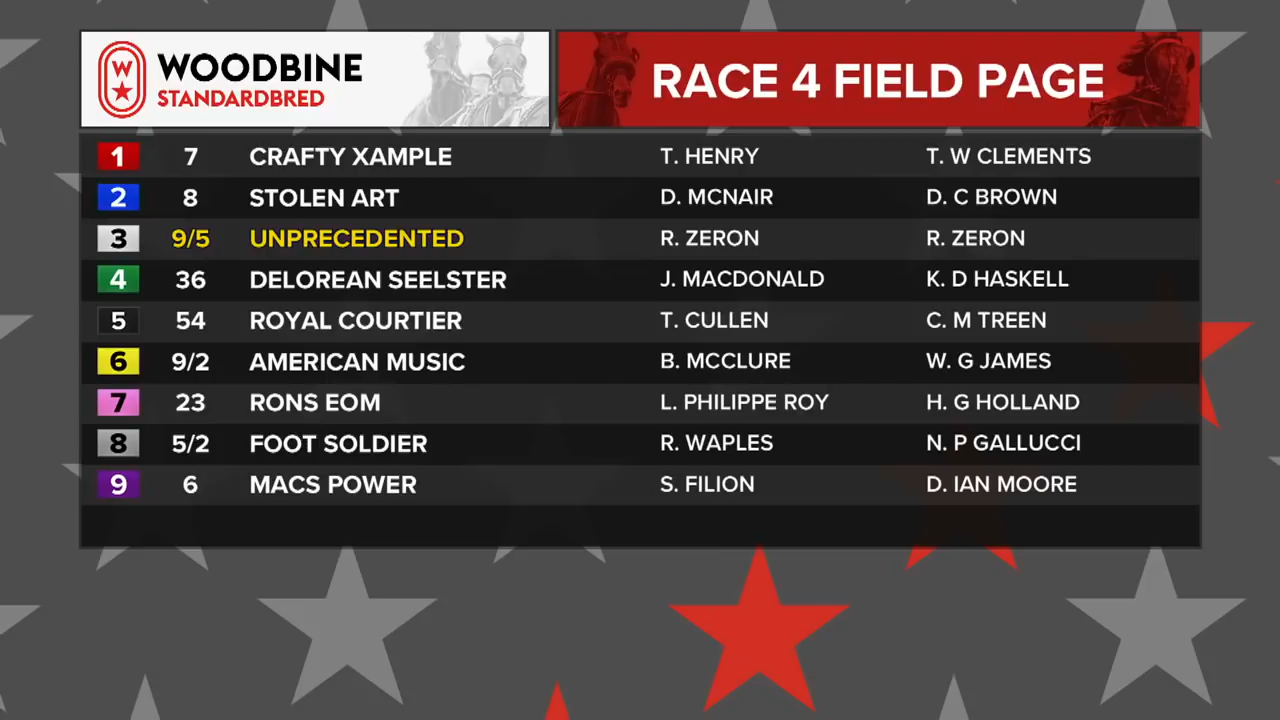 W
WOODBINE
STANDARDBRED
RACE 4 FIELD PAGE
1 7 CRAFTY XAMPLE T. HENRY T. W CLEMENTS
2 8 STOLEN ART D. MCNAIR D. C BROWN
3 9/5 UNPRECEDENTED R. ZERON R. ZERON
4 36 DELOREAN SEELSTER J. MACDONALD K. D HASKELL
5 54 ROYAL COURTIER T. CULLEN C. M TREEN
6 9/2 AMERICAN MUSIC B. MCCLURE W. G JAMES
7 23 RONS EOM L. PHILIPPE ROY H. G HOLLAND
8 5/2 FOOT SOLDIER R. WAPLES N. P GALLUCCI
9 6 MACS POWER S. FILION D. IAN MOORE